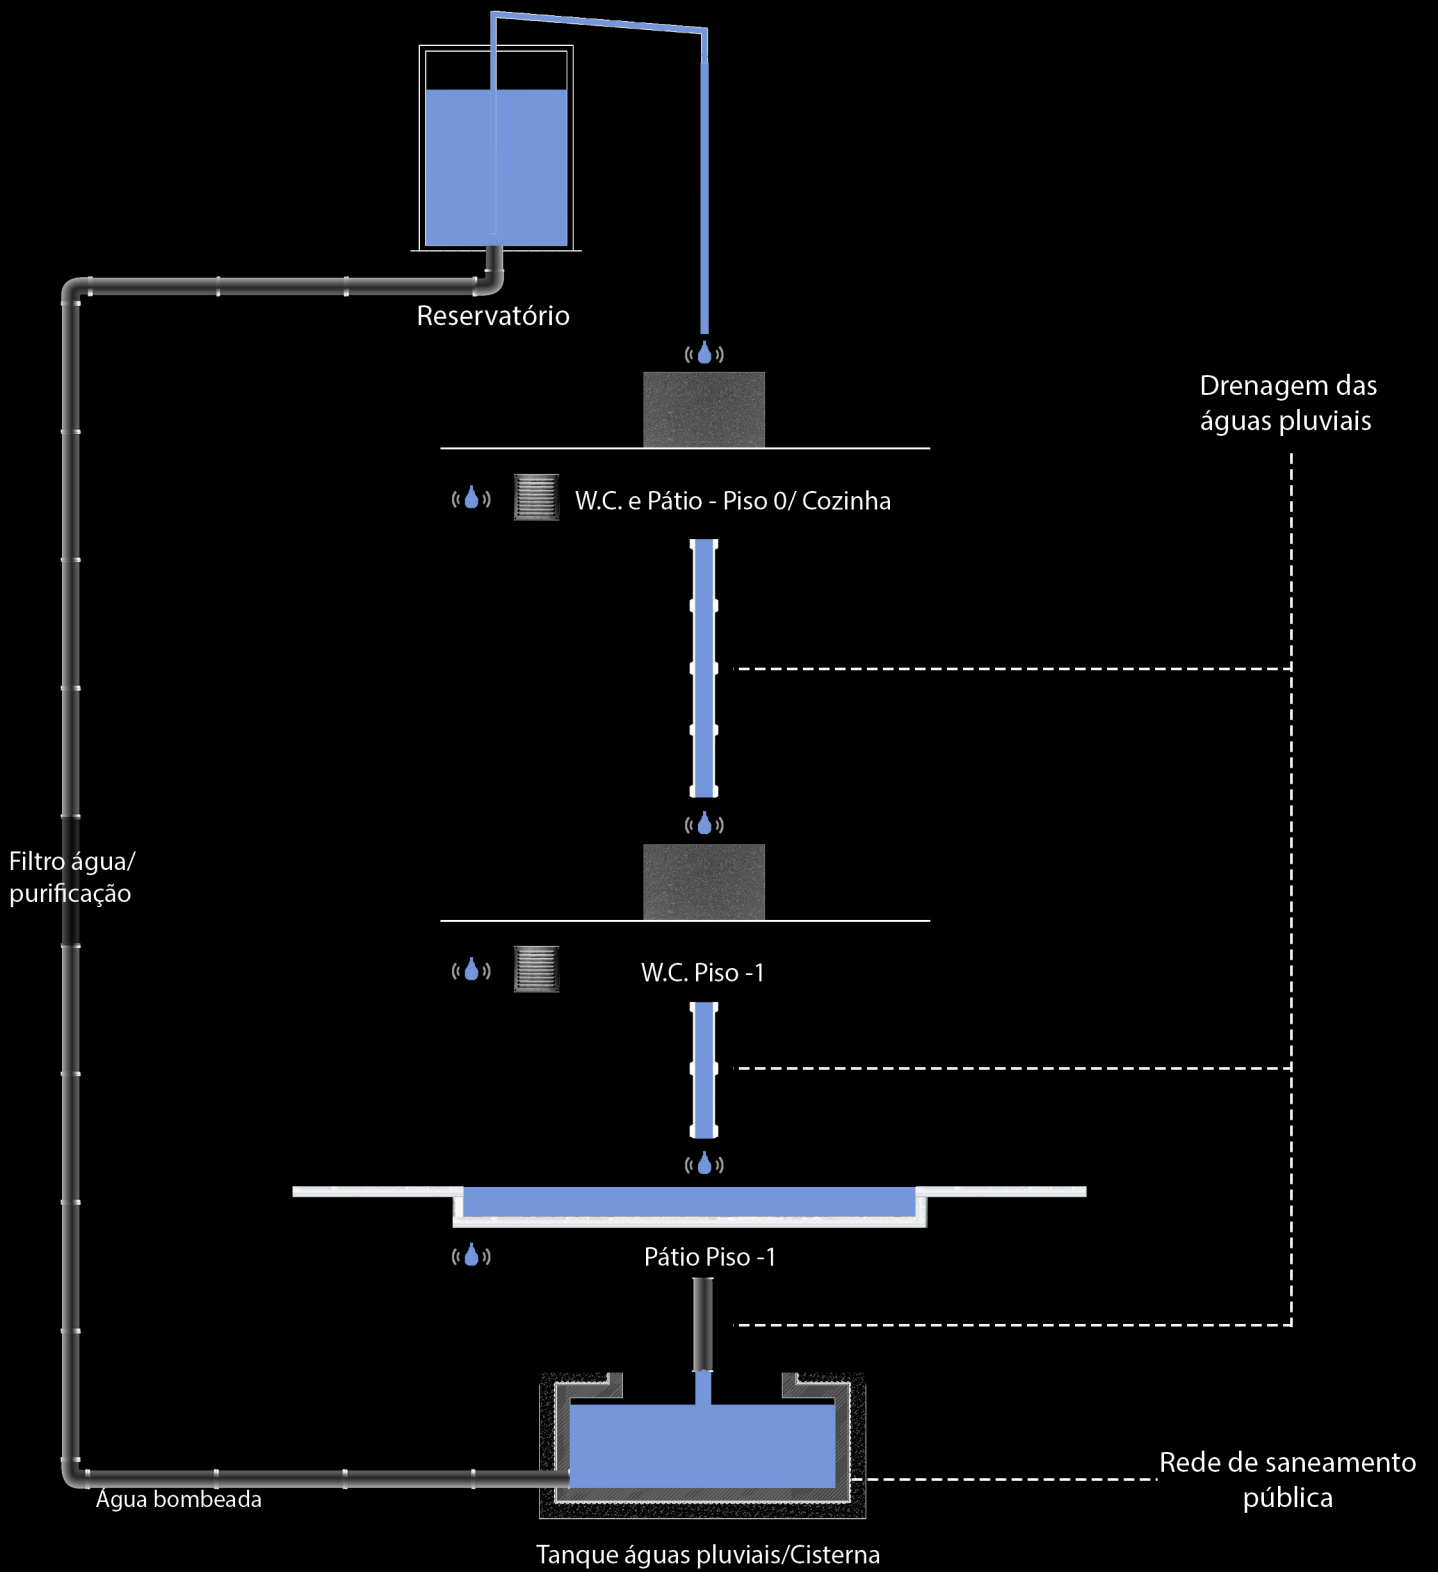 Reservatório
Drenagem das
águas pluviais
W.C. e Pátio - Piso 0/ Cozinha
Filtro água/
purificação
W.C. Piso -1
Pátio Piso -1
Água bombeada
Rede de saneamento
pública
Tanque águas pluviais/Cisterna